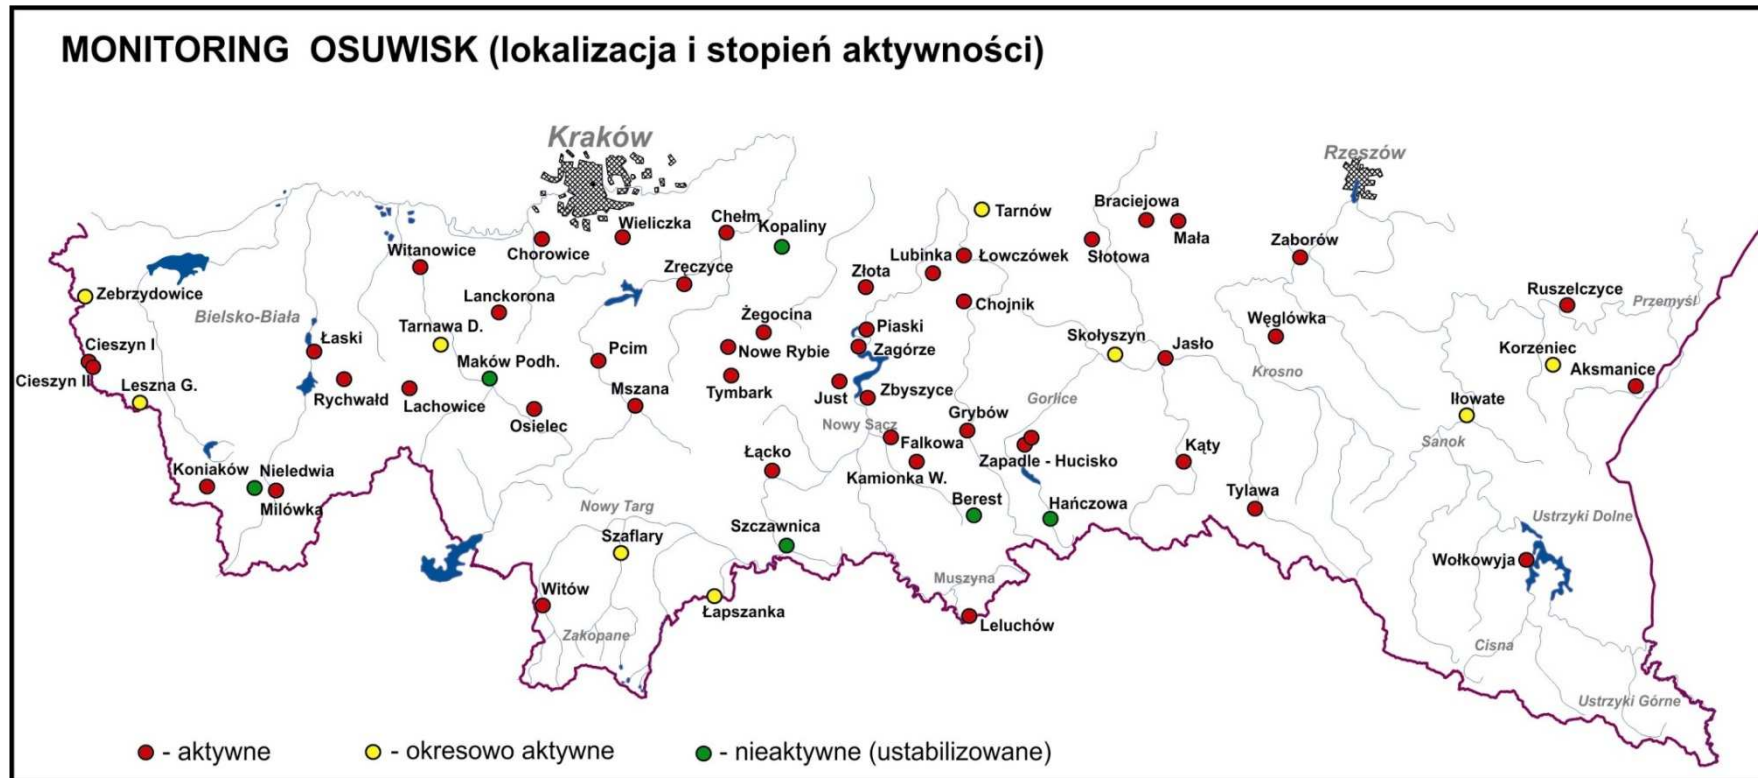 MONITORING OSUWISK (lokalizacja i stopień aktywności)
Kraków
Rzeszów
Tarnów
Braciejowa
Chełm
Wieliczka
Kopaliny
Mała
Zaborów
Witanowice
Chorowice
Lubinka
Łowczówek
Słotowa
Zręczyce
Złota
Zebrzydowice
Lanckorona
Chojnik
Ruszelczyce
Przemyśl
Bielsko-Biała
Tarnawa D.
Żegocina
Piaski
Skołyszyn
Węglówka
Cieszyn I
Łaski
Maków Podh.
Pcim
Nowe Rybie
Zagórze
Jasło
Korzeniec
Cieszyn II
Leszna G.
Krosno
Aksmanice
Rychwałd
Lachowice
Mszana
Tymbark
Just
Zbyszyce
Gorlice
Iłowate
Osielec
Nowy Sącz
Grybów
Sanok
Falkowa
Łącko
Zapadle - Hucisko
Kąty
Koniaków
Nieledwia
Kamionka W.
Milówka
Nowy Targ
Berest
Hańczowa
Tylawa
Szczawnica
Ustrzyki Dolne
Szaflary
Wołkowyja
Muszyna
Witów
Łapszanka
Leluchów
Zakopane
Cisna
Ustrzyki Górne
- aktywne
- okresowo aktywne
- nieaktywne (ustabilizowane)